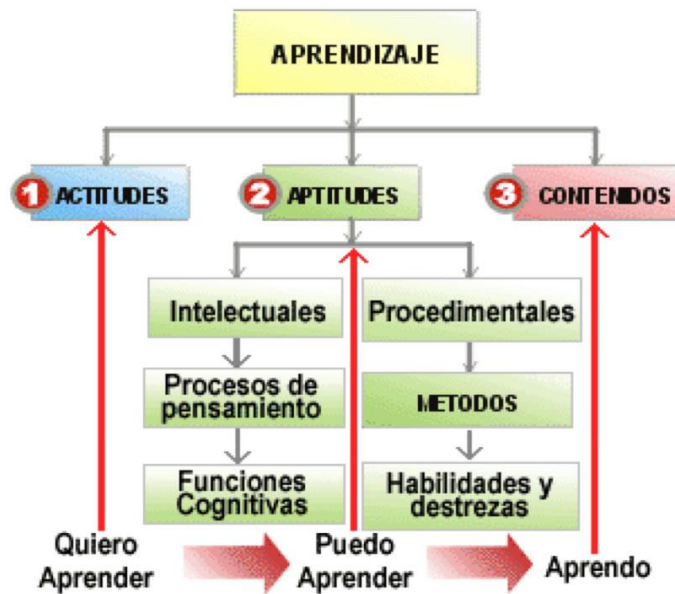 APRENDIZAJE
1 ACTITUDES
2 APTITUDES
3 CONTENIDOS
Intelectuales
Procedimentales
Procesos de
pensamiento
METODOS
Funciones
Cognitivas
Habilidades y
destrezas
Quiero
Aprender
Puedo
Aprender
Aprendo